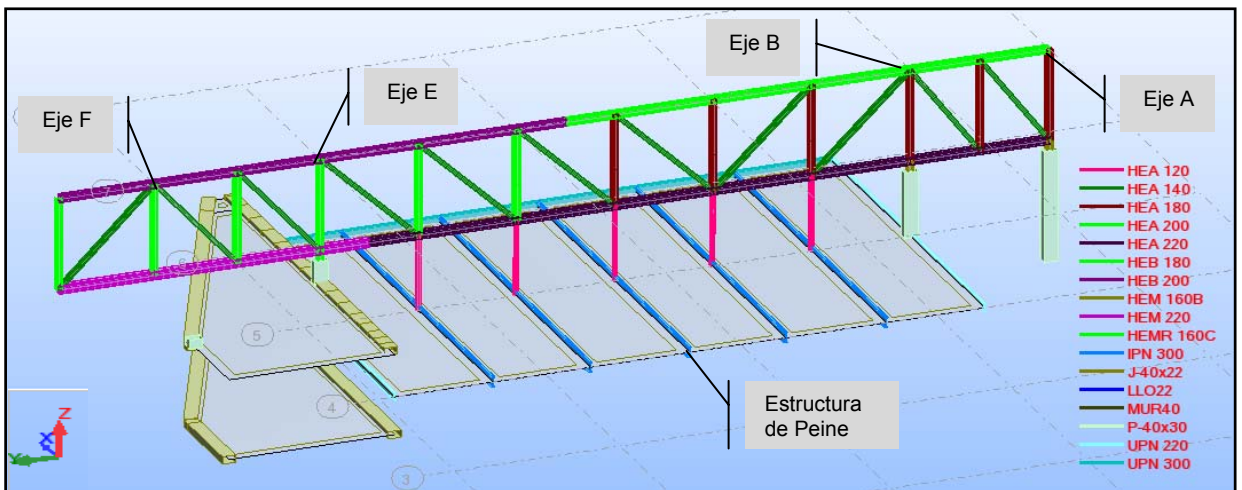 Eje B
Eje E
Eje A
Eje F
7
6
5
4
3
Estructura
de Peine
HEA 120
HEA 140
HEA 180
HEA 200
HEA 220
HEB 180
HEB 200
HEM 160B
HEM 220
HEMR 160C
IPN 300
J-40x22
LLO22
MUR40
P-40x30
UPN 220
UPN 300
Z
X
Y